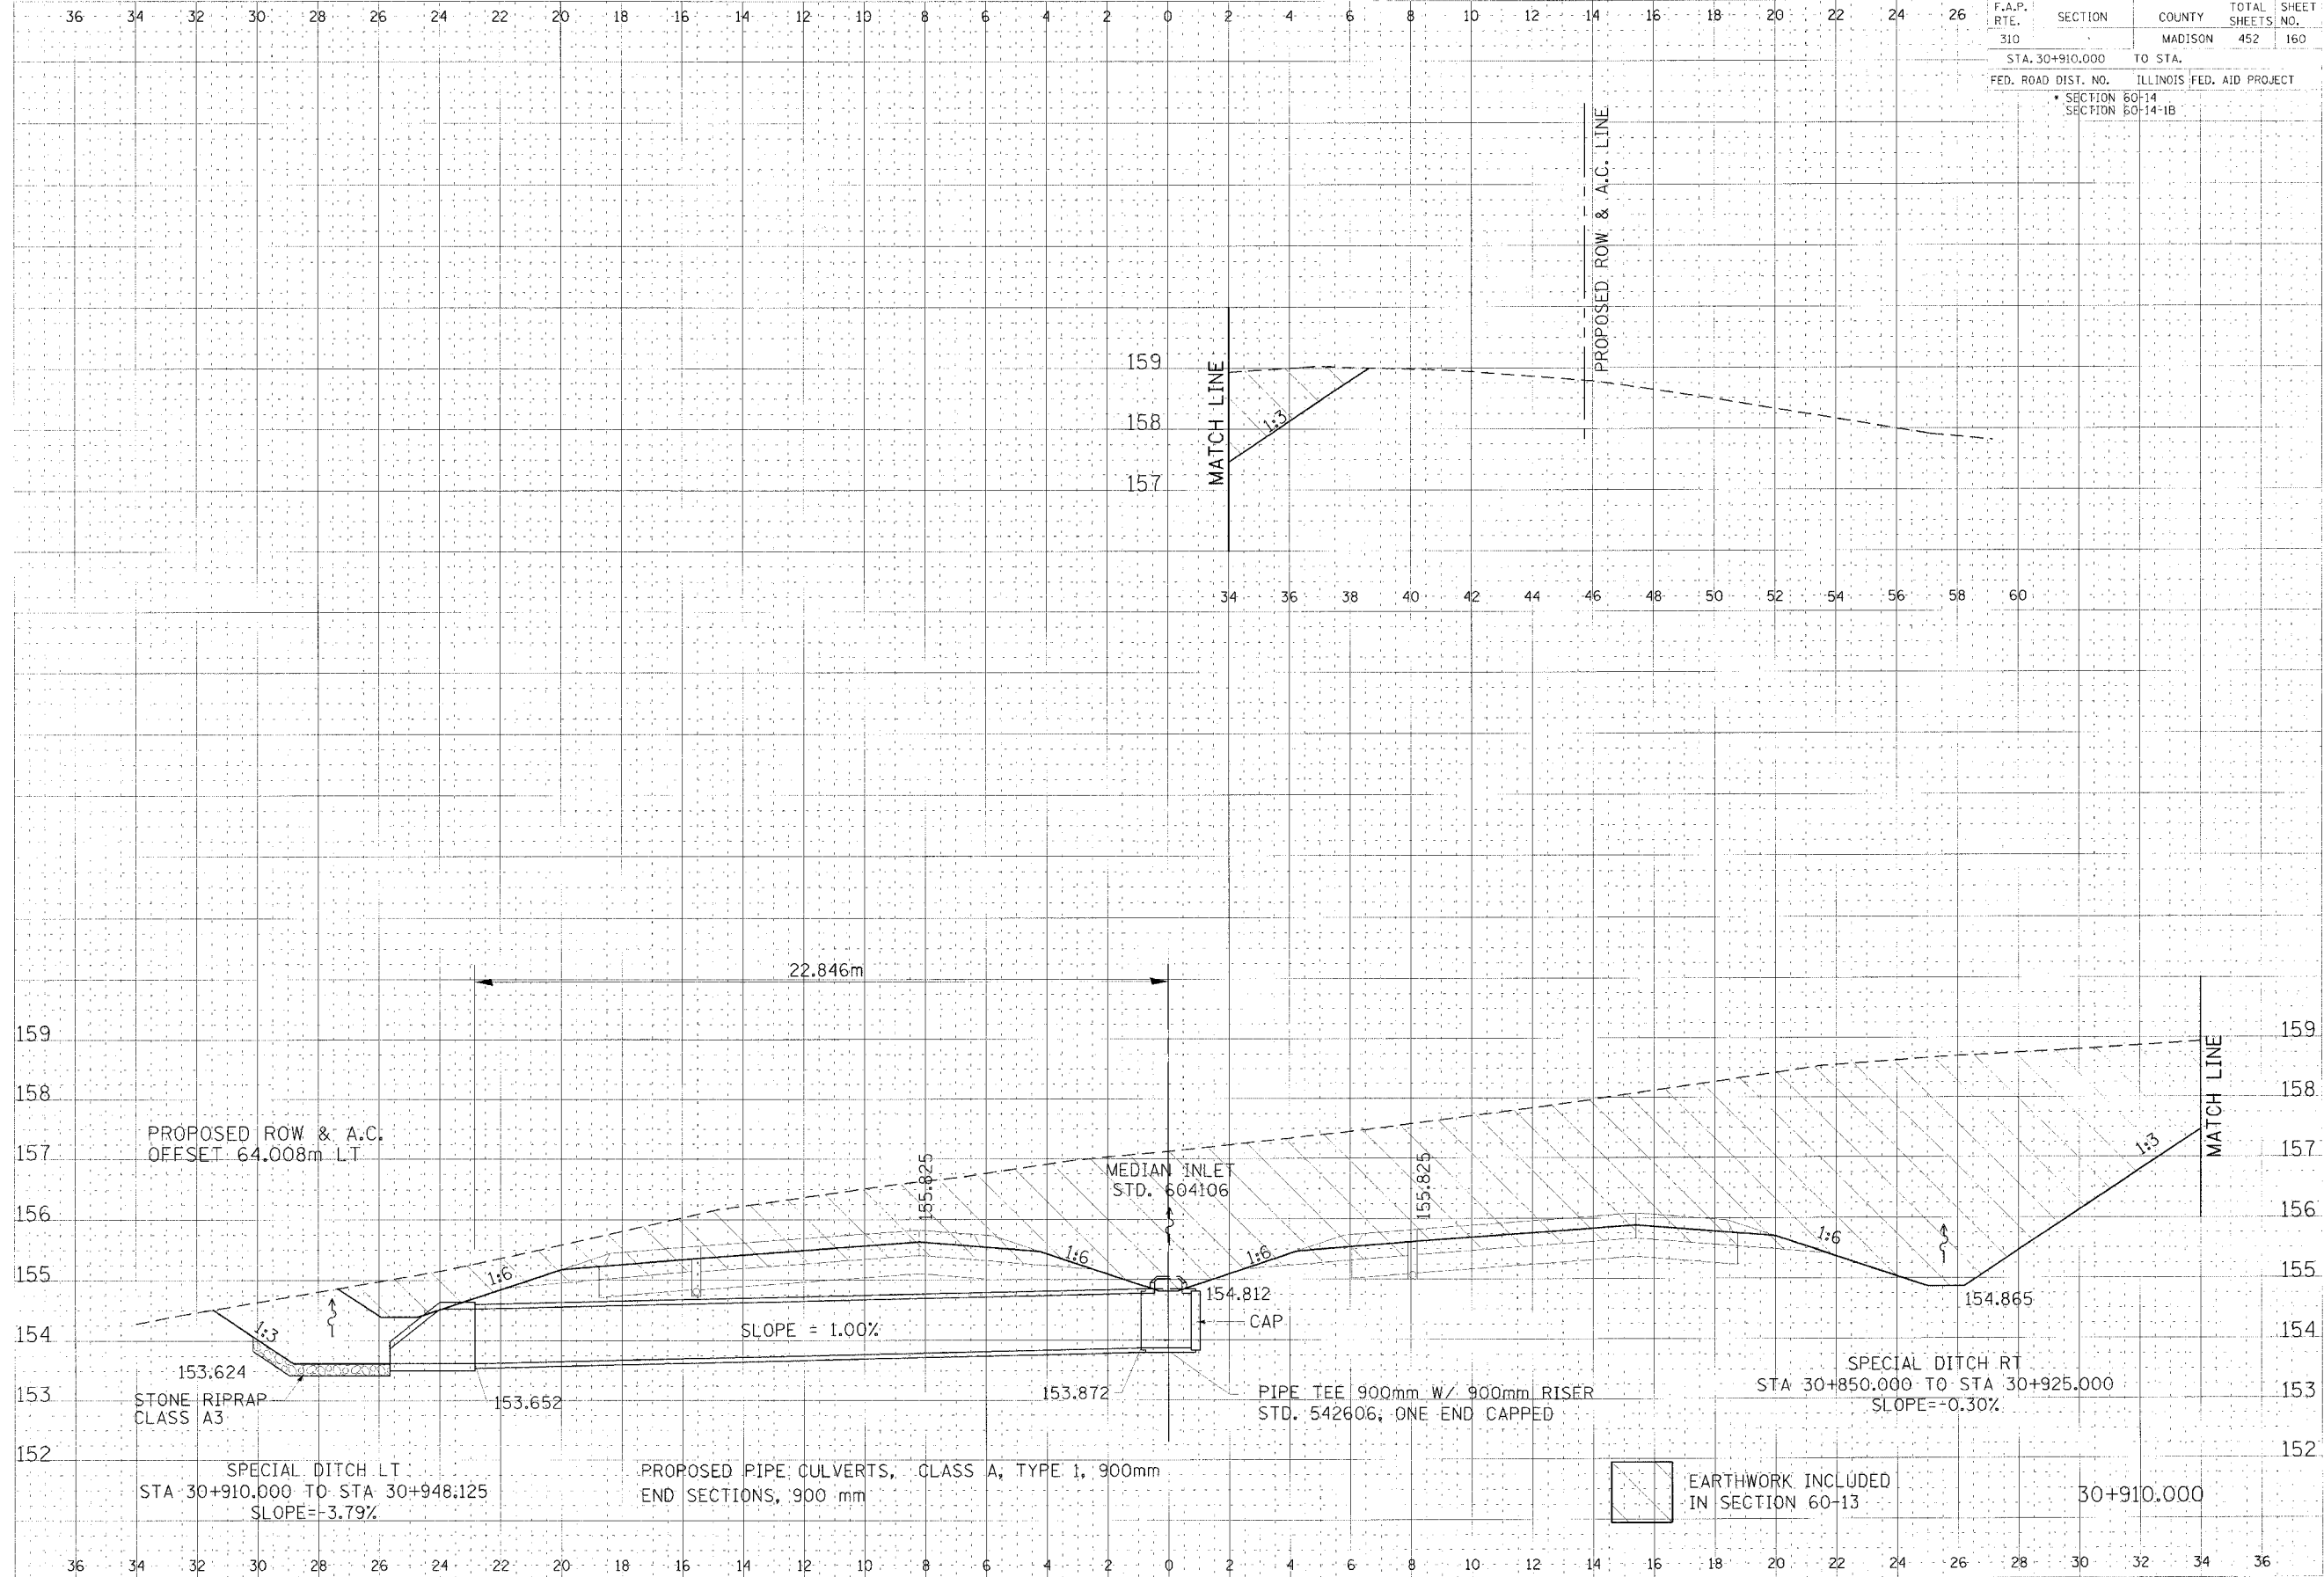 36 34 32 30 28 26 24 22 20 18 16 14 12 10 8 6 4 2 0 2 4 6 8 10 12 14 16 18 20 22 24 26
F.A.P. RTE. SECTION COUNTY TOTAL SHEETS SHEET NO.
310 * MADISON 452 160
STA. 30+910.000 TO STA.
FED. ROAD DIST. NO. ILLINOIS FED. AID PROJECT
* SECTION 60-14
SECTION 60-14-1B
PROPOSED ROW & A.C. LINE
MATCH LINE
159
158
157
1:3
34 36 38 40 42 44 46 48 50 52 54 56 58 60
22.846m
159 159
158 158
157 157
156 156
155 155
154 154
153 153
152 152
MATCH LINE
PROPOSED ROW & A.C.
OFFSET 64.008m LT
155.825
MEDIAN INLET
STD. 604106
155.825
1:3
1:6
1:6
1:6
1:6
1:3
154.812
CAP
154.865
SLOPE = 1.00%
153.624
STONE RIPRAP
CLASS A3
153.652
153.872
PIPE TEE 900mm W/ 900mm RISER
STD. 542606, ONE END CAPPED
SPECIAL DITCH RT
STA 30+850.000 TO STA 30+925.000
SLOPE=-0.30%
SPECIAL DITCH LT
STA 30+910.000 TO STA 30+948.125
SLOPE=-3.79%
PROPOSED PIPE CULVERTS, CLASS A, TYPE 1, 900mm
END SECTIONS, 900 mm
EARTHWORK INCLUDED
IN SECTION 60-13
30+910.000
36 34 32 30 28 26 24 22 20 18 16 14 12 10 8 6 4 2 0 2 4 6 8 10 12 14 16 18 20 22 24 26 28 30 32 34 36